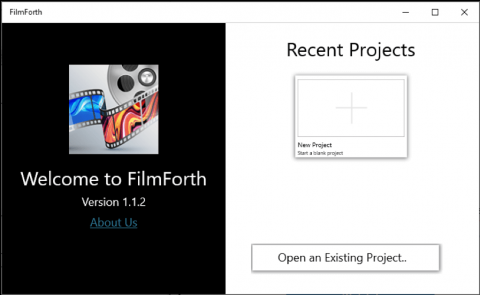 FilmForth
Welcome to FilmForth
Version 1.1.2
About Us
Recent Projects
New Project
Start a blank project
Open an Existing Project..